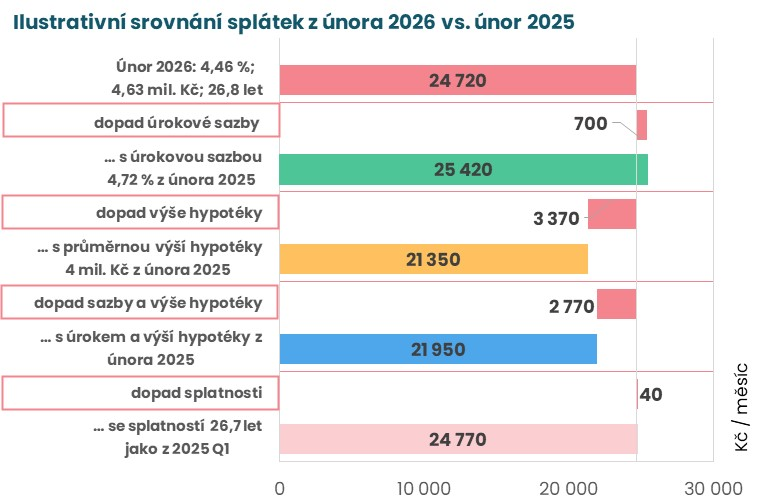 Ilustrativní srovnání splátek z února 2026 vs. únor 2025
Únor 2026: 4,46 %;
4,63 mil. Kč; 26,8 let
24 720
dopad úrokové sazby
700
... s úrokovou sazbou
4,72 % z února 2025
25 420
dopad výše hypotéky
3 370
... s průměrnou výší hypotéky
4 mil. Kč z února 2025
21 350
dopad sazby a výše hypotéky
2 770
... s úrokem a výší hypotéky z
února 2025
21 950
dopad splatnosti
40
... se splatností 26,7 let
jako z 2025 Q1
24 770
Kč / měsíc
0
10 000
20 000
30 000